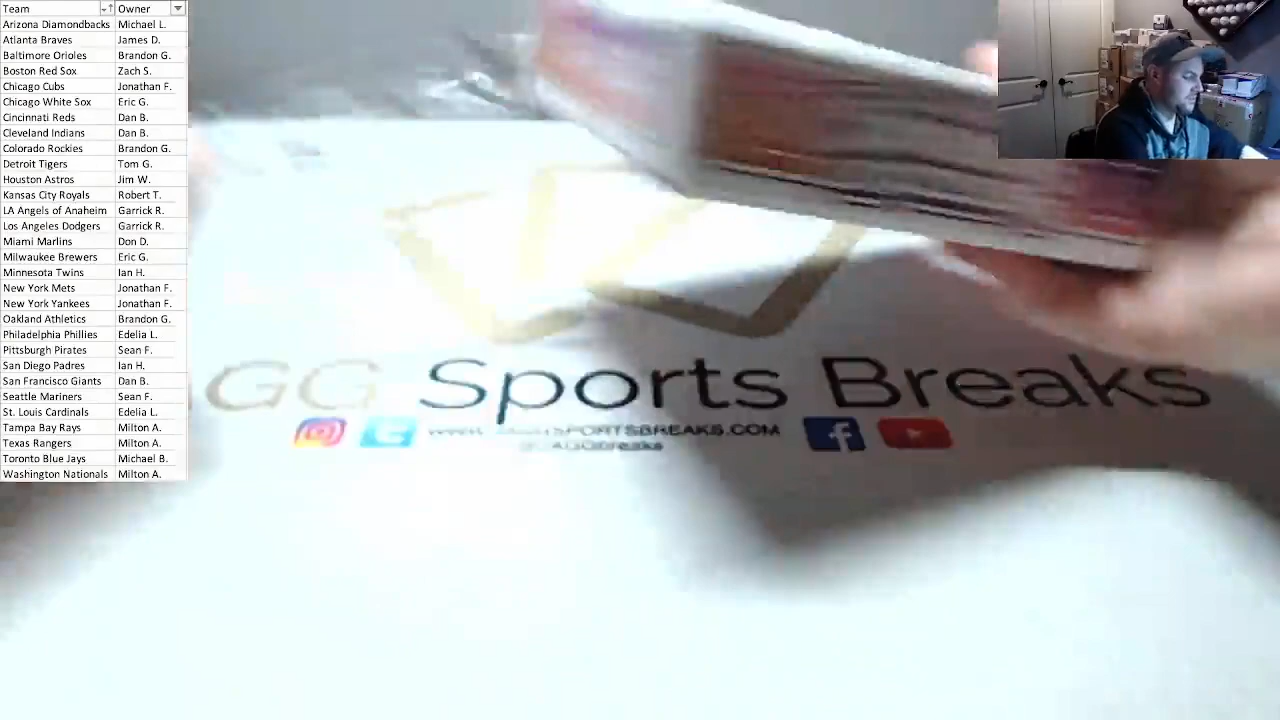 Team Owner
Arizona Diamondbacks Michael L.
Atlanta Braves James D.
Baltimore Orioles Brandon G.
Boston Red Sox Zach S.
Chicago Cubs Jonathan F.
Chicago White Sox Eric G.
Cincinnati Reds Dan B.
Cleveland Indians Dan B.
Colorado Rockies Brandon G.
Detroit Tigers Tom G.
Houston Astros Jim W.
Kansas City Royals Robert T.
LA Angels of Anaheim Garrick R.
Los Angeles Dodgers Garrick R.
Miami Marlins Don D.
Milwaukee Brewers Eric G.
Minnesota Twins Ian H.
New York Mets Jonathan F.
New York Yankees Jonathan F.
Oakland Athletics Brandon G.
Philadelphia Phillies Edelia L.
Pittsburgh Pirates Sean F.
San Diego Padres Ian H.
San Francisco Giants Dan B.
Seattle Mariners Sean F.
St. Louis Cardinals Edelia L.
Tampa Bay Rays Milton A.
Texas Rangers Milton A.
Toronto Blue Jays Michael B.
Washington Nationals Milton A.
Sports Breaks